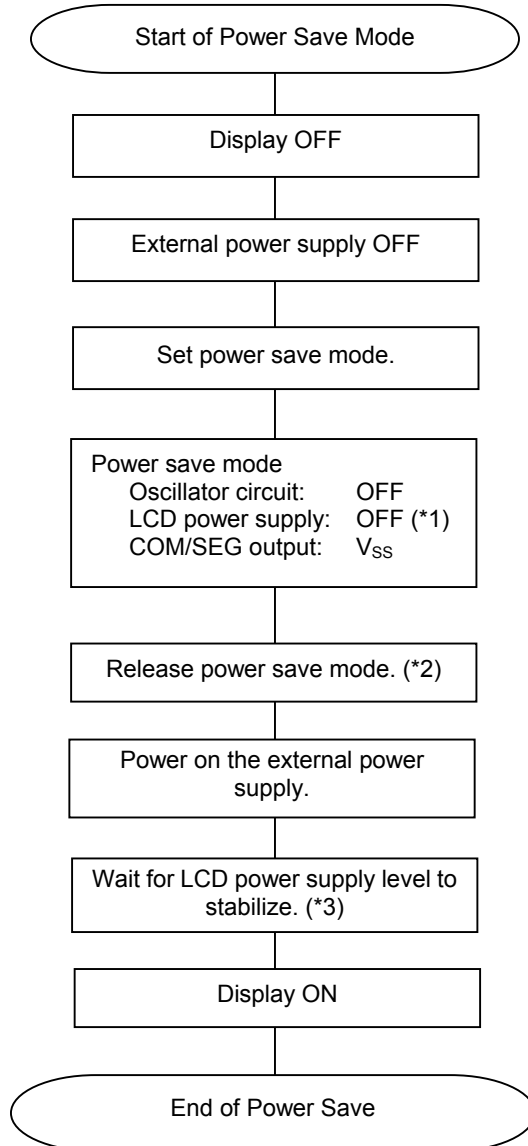 Start of Power Save Mode
Display OFF
External power supply OFF
Set power save mode.
Power save mode
Oscillator circuit: OFF
LCD power supply: OFF (*1)
COM/SEG output: VSS
Release power save mode. (*2)
Power on the external power
supply.
Wait for LCD power supply level to
stabilize. (*3)
Display ON
End of Power Save